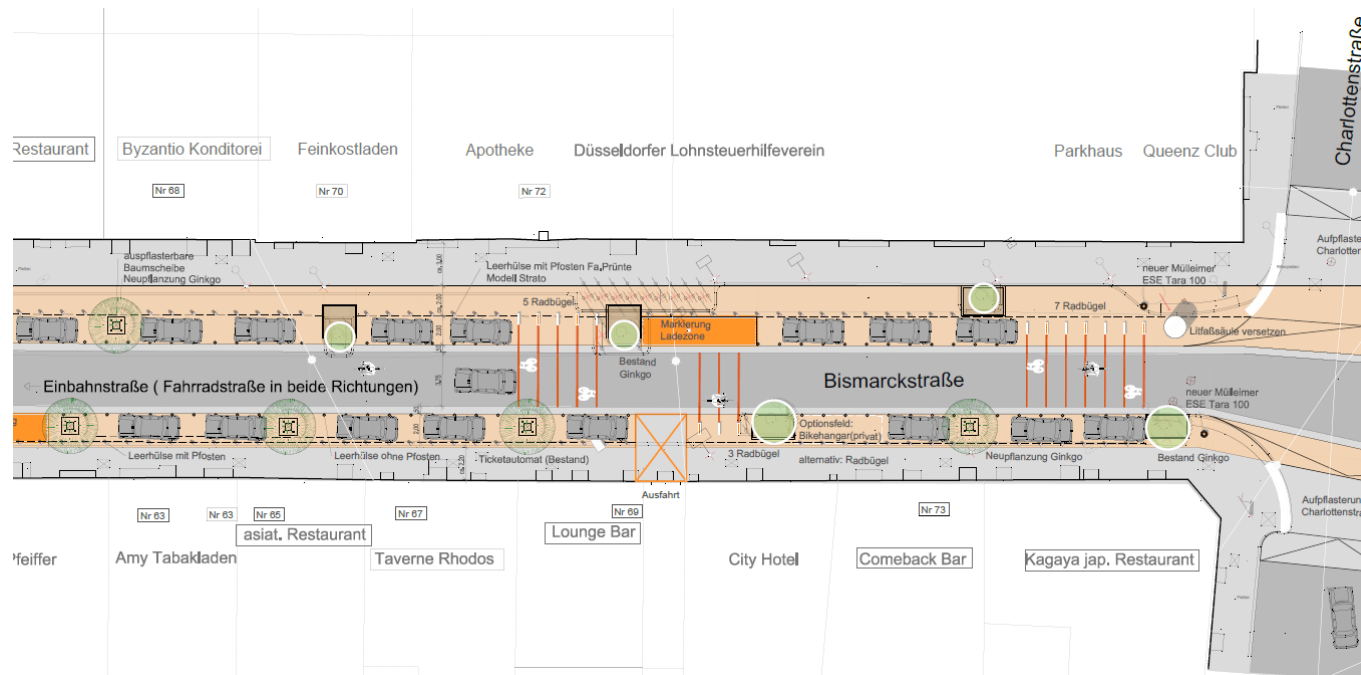 Charlottenstraße
Restaurant
Byzantio Konditorei
Feinkostladen
Apotheke
Düsseldorfer Lohnsteuerhilfeverein
Parkhaus
Queenz Club
Nr 68
Nr 70
Nr 72
auspflasterbare
Baumscheibe
Neupflanzung Ginkgo
Leerhülse mit Pfosten Fa.Prünte
Modell Strato
5 Radbügel
Markierung
Ladezone
Bestand
Ginkgo
7 Radbügel
neuer Mülleimer
ESE Tara 100
Litfaßsäule versetzen
Aufpflaste
Charlotten
Einbahnstraße ( Fahrradstraße in beide Richtungen)
Bismarckstraße
neuer Mülleimer
ESE Tara 100
Leerhülse mit Pfosten
Leerhülse ohne Pfosten
Ticketautomat (Bestand)
Ausfahrt
3 Radbügel
Optionsfeld:
Bikehangar(privat)
alternativ: Radbügel
Neupflanzung Ginkgo
Bestand Ginkgo
Aufpflasterun
Charlottenstra
Nr 63
Nr 63
Nr 65
Nr 67
Nr 69
Nr 73
Pfeiffer
Amy Tabakladen
asiat. Restaurant
Taverne Rhodos
Lounge Bar
City Hotel
Comeback Bar
Kagaya jap. Restaurant